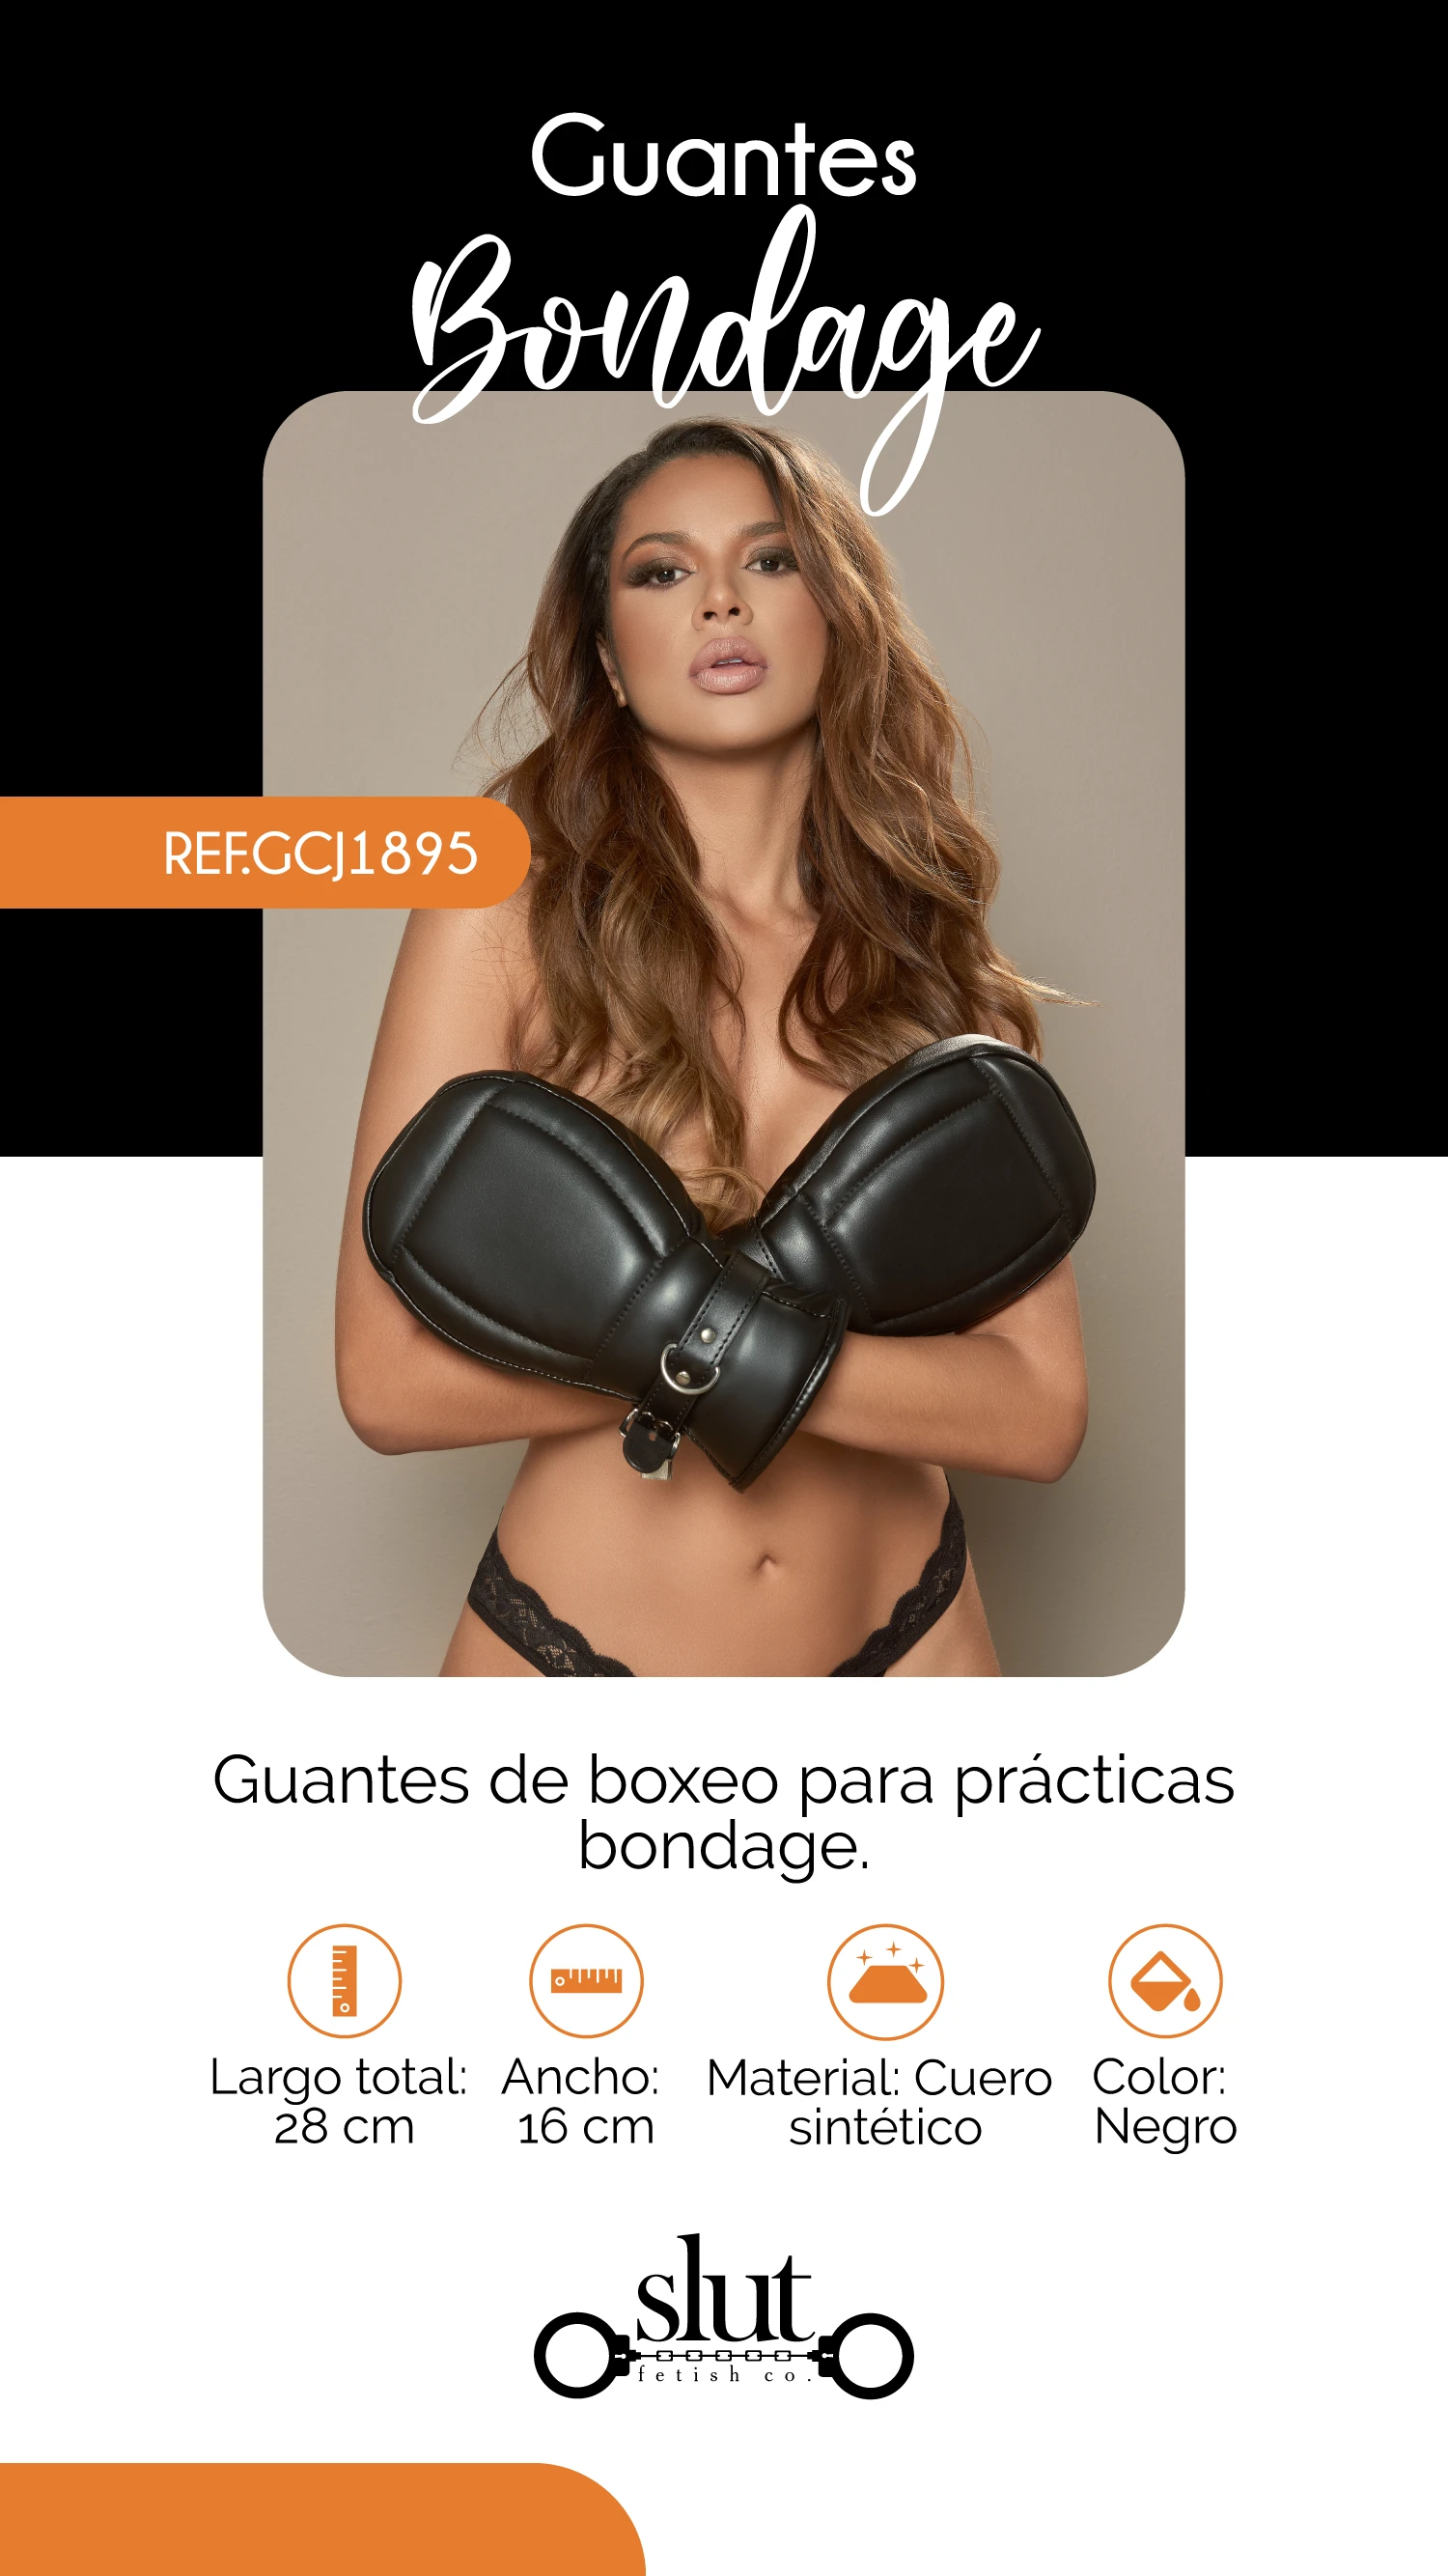 Guantes
Bondage
REF.GCJ1895
Guantes de boxeo para prácticas
bondage.
Largo total:
28 cm
Ancho:
16 cm
Material: Cuero
sintético
Color:
Negro
slut
fetish co.